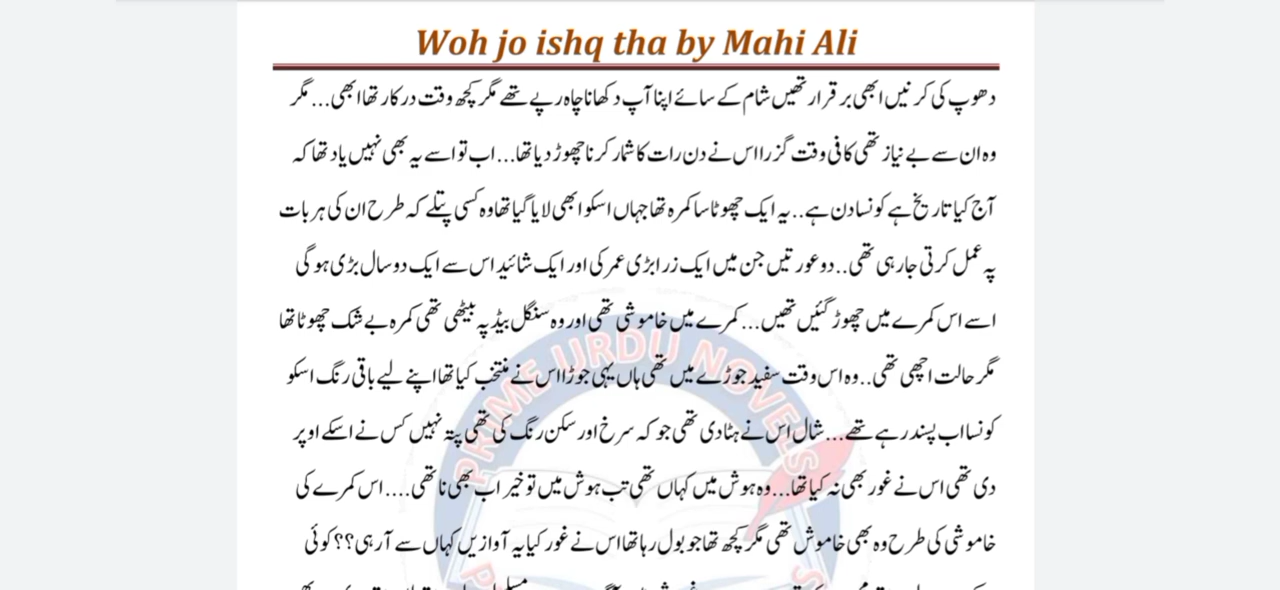 Woh jo ishq tha by Mahi Ali
دھوپ کی کرنیں ابھی برقرار تھیں شام کے سائے اپنا آپ دکھانا چاہ رہے تھے مگر کچھ وقت درکار تھا ابھی... مگر
وہ ان سے بے نیاز تھی کافی وقت گزرا اس نے دن رات کا شمار کرنا چھوڑ دیا تھا... اب تو اسے یہ بھی نہیں یاد تھا کہ
آج کیا تاریخ ہے کونسا دن ہے.. یہ ایک چھوٹا سا کمرہ تھا جہاں اسکو ابھی لایا گیا تھا وہ کسی پتلے کہ طرح ان کی ہر بات
پہ عمل کرتی جارہی تھی.. دو عورتیں جن میں ایک زرا بڑی عمر کی اور ایک شائید اس سے ایک دو سال بڑی ہوگی
اسے اس کمرے میں چھوڑ گئیں تھیں... کمرے میں خاموشی تھی اور وہ سنگل بیڈ پہ بیٹھی تھی کمرہ بے شک چھوٹا تھا
مگر حالت اچھی تھی.. وہ اس وقت سفید جوڑے میں تھی ہاں یہی جوڑا اس نے منتخب کیا تھا اپنے لیے باقی رنگ اسکو
کونسا اب پسند رہے تھے... شال اس نے ہٹا دی تھی جو کہ سرخ اور سکن رنگ کی تھی پتہ نہیں کس نے اسکے اوپر
دی تھی اس نے غور بھی نہ کیا تھا... وہ ہوش میں کہاں تھی تب ہوش میں تو خیر اب بھی نا تھی.... اس کمرے کی
خاموشی کی طرح وہ بھی خاموش تھی مگر کچھ تھا جو بول رہا تھا اس نے غور کیا یہ آوازیں کہاں سے آرہی؟؟ کوئی
PRIME URDU NOVELS